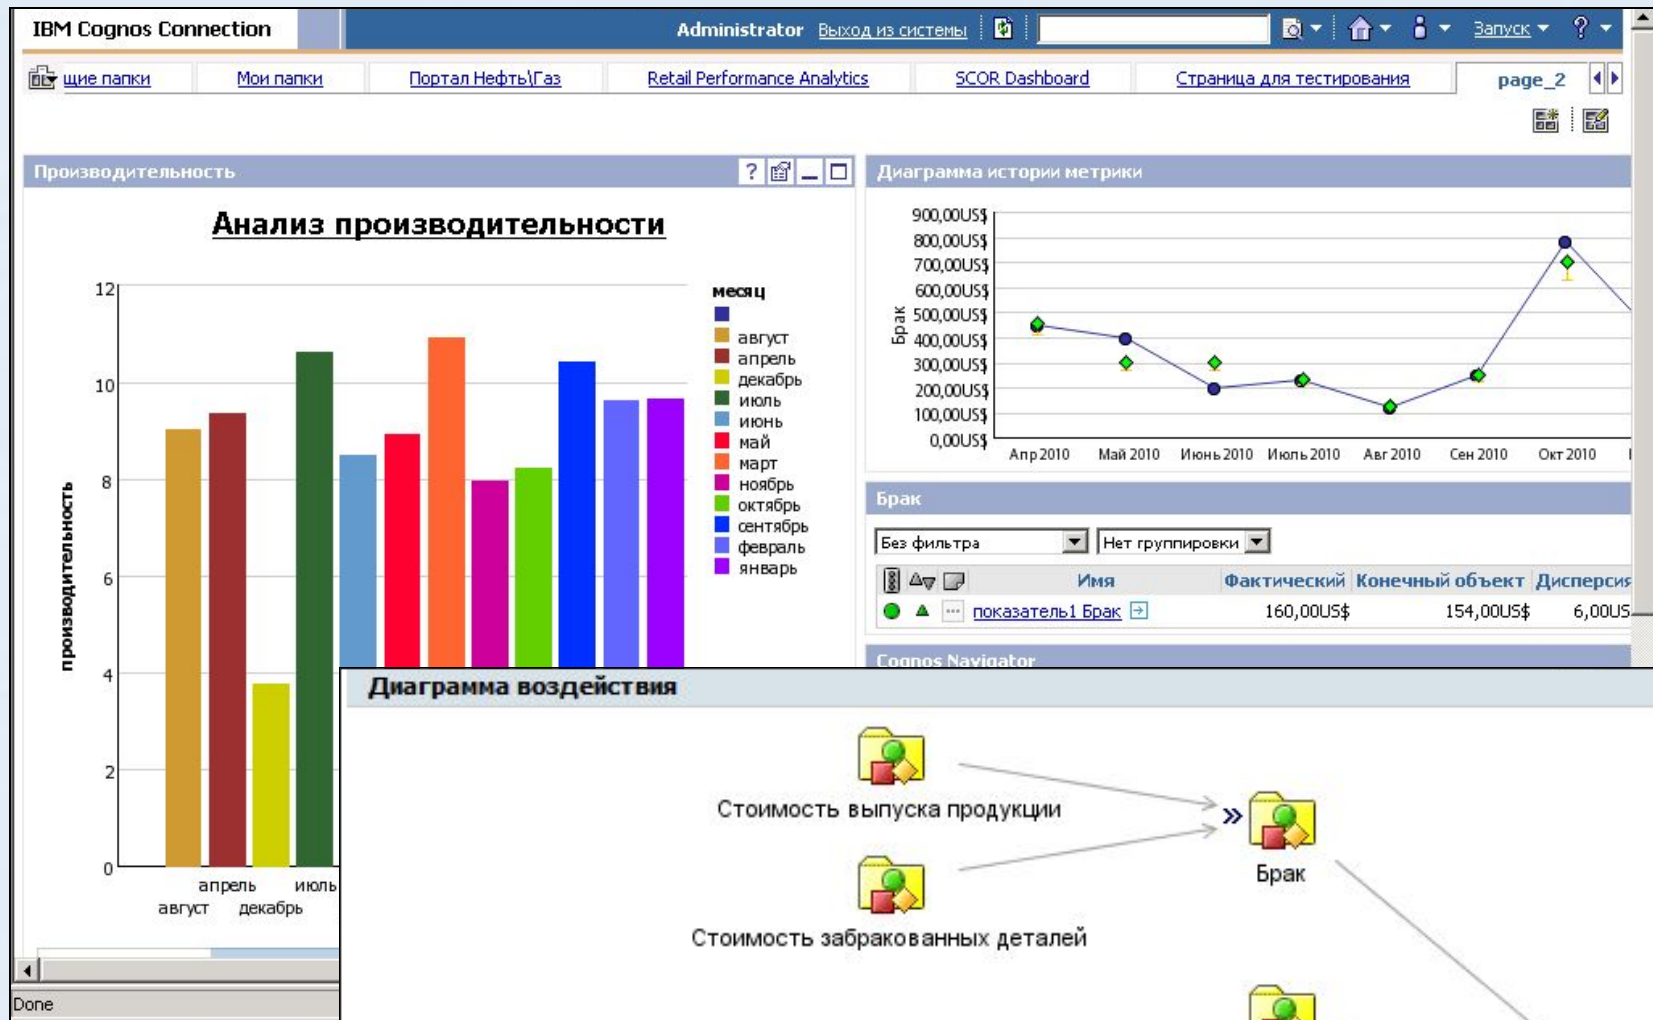 IBM Cognos Connection
Administrator Выход из системы Запуск ?
щие папки Мои папки Портал Нефть\Газ Retail Performance Analytics SCOR Dashboard Страница для тестирования page_2
Производительность ?
Анализ производительности
12
10
8
6
4
2
0
производительность
август
апрель
декабрь
июль
месяц
август
апрель
декабрь
июль
июнь
май
март
ноябрь
октябрь
сентябрь
февраль
январь
Диаграмма истории метрики
900,00US$
800,00US$
700,00US$
600,00US$
500,00US$
400,00US$
300,00US$
200,00US$
100,00US$
0,00US$
Брак
Апр 2010 Май 2010 Июнь 2010 Июль 2010 Авг 2010 Сен 2010 Окт 2010
Брак
Без фильтра Нет группировки
Имя Фактический Конечный объект Дисперсия
показатель1 Брак 160,00US$ 154,00US$ 6,00US
Cognos Navigator
Диаграмма воздействия
Стоимость выпуска продукции
Брак
Стоимость забракованных деталей
Done